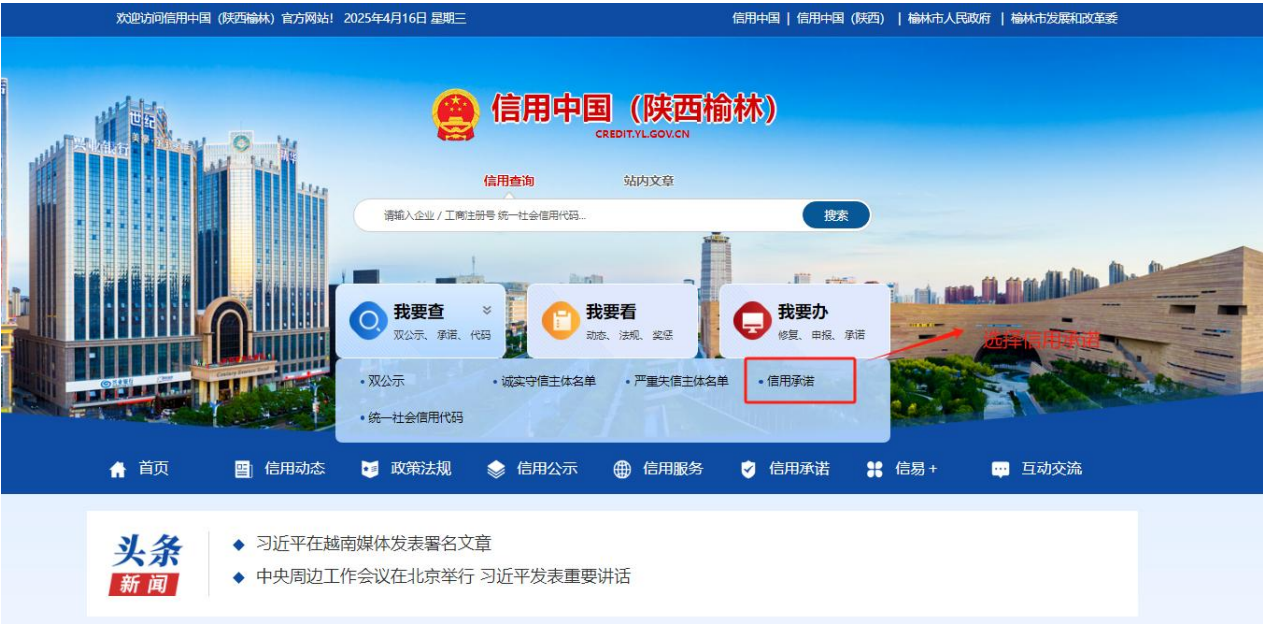 欢迎访问信用中国（陕西榆林）官方网站！ 2025年4月16日 星期三
信用中国 | 信用中国（陕西） | 榆林市人民政府 | 榆林市发展和改革委
信用中国（陕西榆林）
CREDIT.YL.GOV.CN
信用查询 站内文章
请输入企业 / 工商注册号 统一社会信用代码...
搜索
世纪
兴业银行
我要查
双公示、承诺、代码
我要看
动态、法规、奖惩
我要办
修复、申报、承诺
选择信用承诺
•双公示 •诚实守信主体名单 •严重失信主体名单 •信用承诺
•统一社会信用代码
首页 信用动态 政策法规 信用公示 信用服务 信用承诺 信易+ 互动交流
头条
新闻
◆ 习近平在越南媒体发表署名文章
◆ 中央周边工作会议在北京举行 习近平发表重要讲话